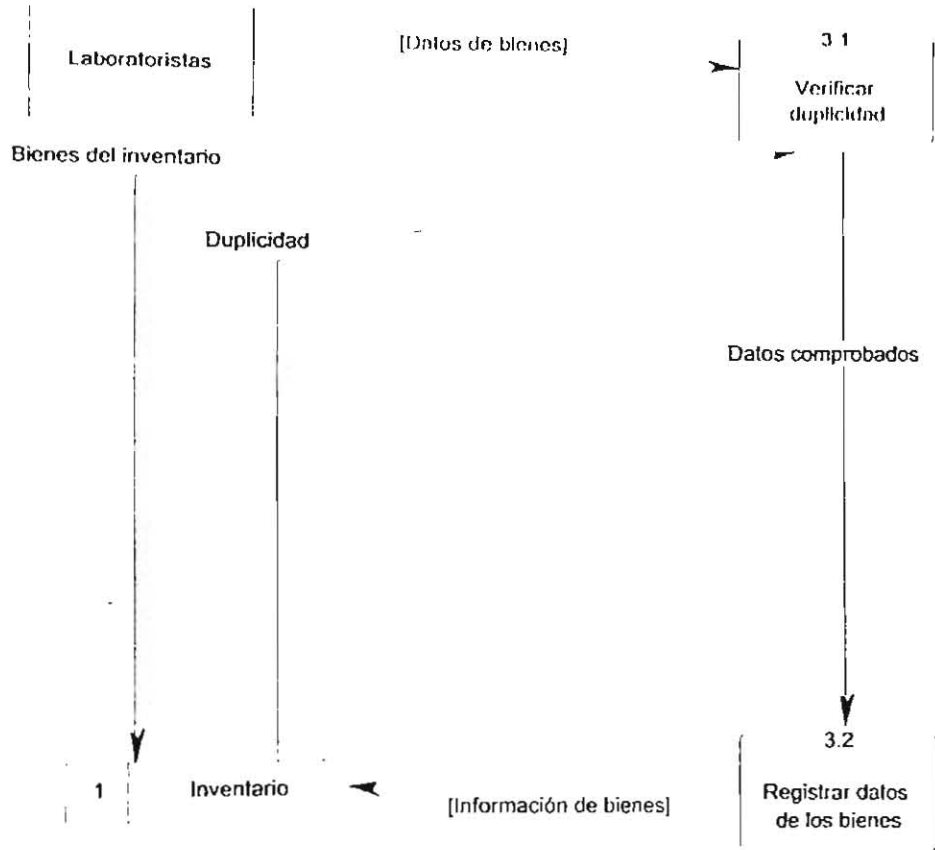 [Datos de bienes]
3.1
Laboratoristas
Verificar
duplicidad
Bienes del inventario
Duplicidad
Datos comprobados
3.2
1
Inventario
[Información de bienes]
Registrar datos
de los bienes